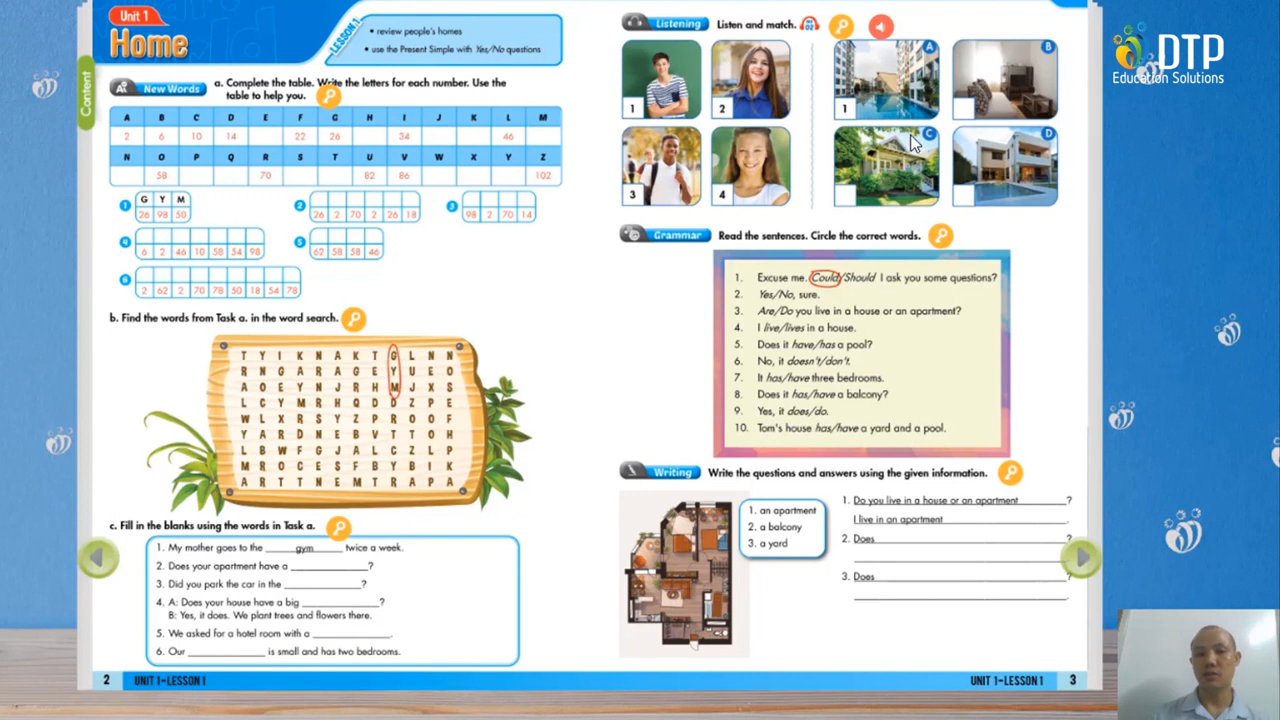 Unit 1
Home
LESSON 1
• review people's homes
• use the Present Simple with Yes/No questions
Content
New Words
a. Complete the table. Write the letters for each number. Use the
table to help you.
A B C D E F G H I J K L M
2 6 10 14 22 26 34 46
N O P Q R S T U V W X Y Z
58 70 82 86 102
1 G Y M
26 98 50
2
26 2 70 2 26 18
3
98 2 70 14
4
6 2 46 10 58 54 98
5
62 58 58 46
6
2 62 2 70 78 50 18 54 78
b. Find the words from Task a. in the word search.
T Y I K N A K T G L N N
R N G A R A G E Y U E O
A O E Y N J R H M J X S
L C Y M R H Q D D Z P E
W L X R S Y Z P R O O F
Y A R D N E B V T T O H
L B W F G J A L C Z L P
M R O C E S F B Y B I K
A R T T N E M T R A P A
c. Fill in the blanks using the words in Task a.
1. My mother goes to the gym twice a week.
2. Does your apartment have a ?
3. Did you park the car in the ?
4. A: Does your house have a big ?
B: Yes, it does. We plant trees and flowers there.
5. We asked for a hotel room with a .
6. Our is small and has two bedrooms.
2 UNIT 1-LESSON 1
Listening
Listen and match.
02
1
2
3
4
A
1
B
C
D
Grammar
Read the sentences. Circle the correct words.
1. Excuse me. Could/Should I ask you some questions?
2. Yes/No, sure.
3. Are/Do you live in a house or an apartment?
4. I live/lives in a house.
5. Does it have/has a pool?
6. No, it doesn't/don't.
7. It has/have three bedrooms.
8. Does it has/have a balcony?
9. Yes, it does/do.
10. Tom's house has/have a yard and a pool.
Writing
Write the questions and answers using the given information.
1. an apartment
2. a balcony
3. a yard
1. Do you live in a house or an apartment ?
I live in an apartment .
2. Does ?
3. Does ?
.
UNIT 1-LESSON 1 3
DTP
Education Solutions